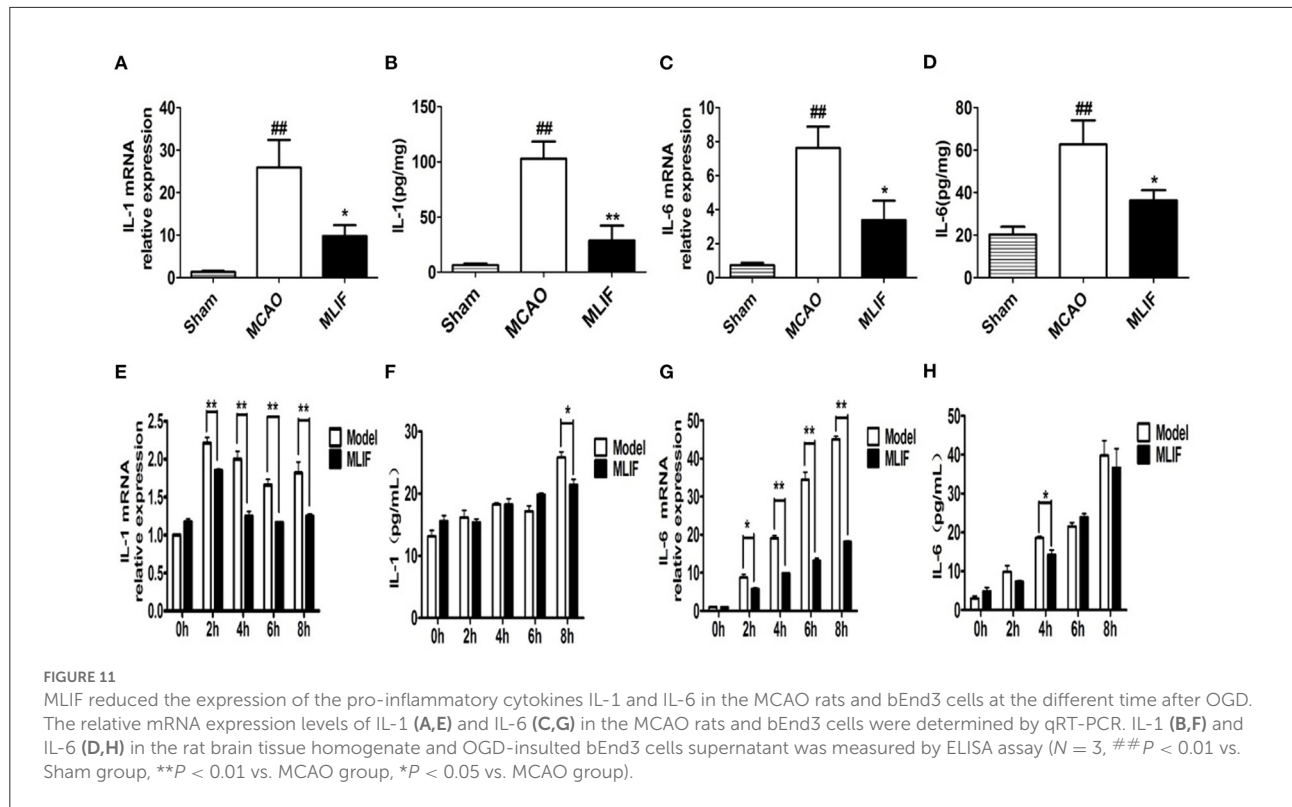 A
B
C
D
IL-1 mRNA
relative expression
40
30
20
10
0
##
*
Sham
MCAO
MLIF
IL-1(pg/mg)
150
100
50
0
##
**
Sham
MCAO
MLIF
IL-6 mRNA
relative expression
8
6
4
2
0
##
*
Sham
MCAO
MLIF
IL-6(pg/mg)
80
60
40
20
0
##
*
Sham
MCAO
MLIF
E
F
G
H
IL-1 mRNA
relative expression
2.5
2.0
1.5
1.0
0.5
0.0
** ** ** **
Model
MLIF
0h 2h 4h 6h 8h
IL-1 (pg/mL)
30
20
10
0
*
Model
MLIF
0h 2h 4h 6h 8h
IL-6 mRNA
relative expression
50
40
30
20
10
0
* ** ** **
Model
MLIF
0h 2h 4h 6h 8h
IL-6 (pg/mL)
50
40
30
20
10
0
*
Model
MLIF
0h 2h 4h 6h 8h
FIGURE 11
MLIF reduced the expression of the pro-inflammatory cytokines IL-1 and IL-6 in the MCAO rats and bEnd3 cells at the different time after OGD.
The relative mRNA expression levels of IL-1 (A,E) and IL-6 (C,G) in the MCAO rats and bEnd3 cells were determined by qRT-PCR. IL-1 (B,F) and
IL-6 (D,H) in the rat brain tissue homogenate and OGD-insulted bEnd3 cells supernatant was measured by ELISA assay (N = 3, ##P < 0.01 vs.
Sham group, **P < 0.01 vs. MCAO group, *P < 0.05 vs. MCAO group).